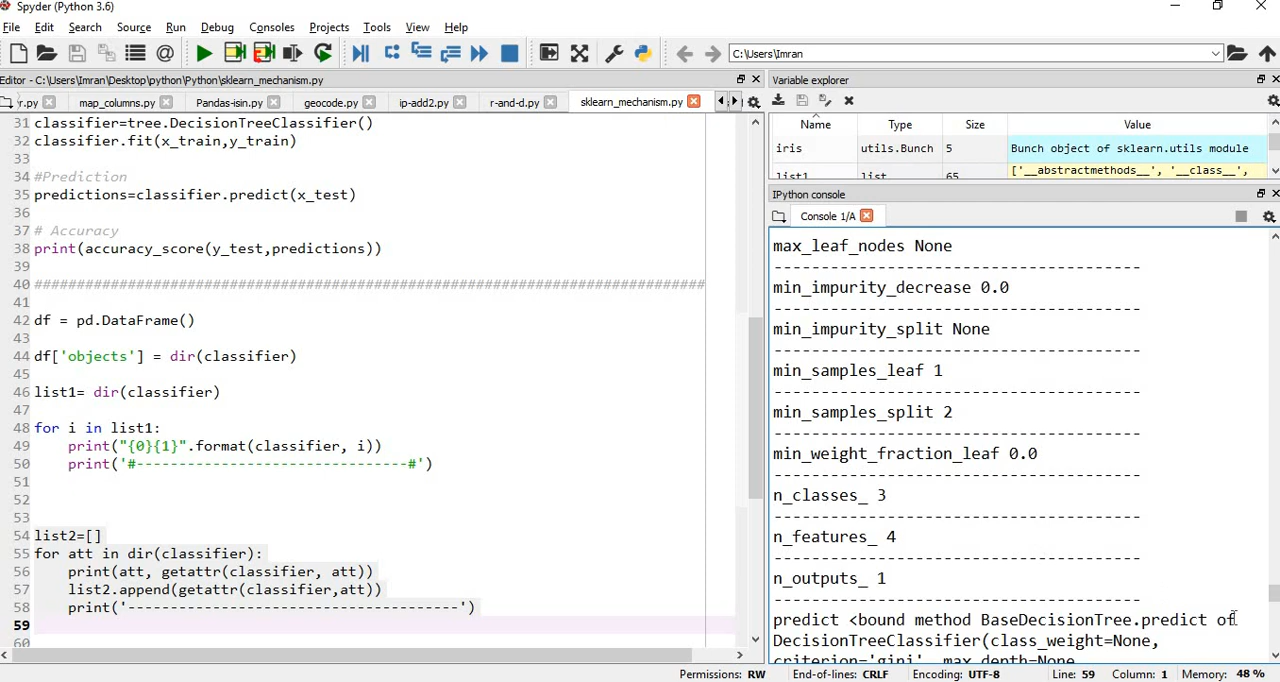 Spyder (Python 3.6)
File Edit Search Source Run Debug Consoles Projects Tools View Help
C:\Users\Imran
Editor - C:\Users\Imran\Desktop\python\Python\sklearn_mechanism.py
r.py map_columns.py Pandas-isin.py geocode.py ip-add2.py r-and-d.py sklearn_mechanism.py
31 classifier=tree.DecisionTreeClassifier()
32 classifier.fit(x_train,y_train)
33
34 #Prediction
35 predictions=classifier.predict(x_test)
36
37 # Accuracy
38 print(accuracy_score(y_test,predictions))
39
40 ###############################################################################
41
42 df = pd.DataFrame()
43
44 df['objects'] = dir(classifier)
45
46 list1= dir(classifier)
47
48 for i in list1:
49     print("{0}{1}".format(classifier, i))
50     print('#--------------------------------#')
51
52
53
54 list2=[]
55 for att in dir(classifier):
56     print(att, getattr(classifier, att))
57     list2.append(getattr(classifier,att))
58     print('---------------------------------------')
59
60
Variable explorer
Name Type Size Value
iris utils.Bunch 5 Bunch object of sklearn.utils module
list1 list 65 ['__abstractmethods__', '__class__',
IPython console
Console 1/A
max_leaf_nodes None
---------------------------------------
min_impurity_decrease 0.0
---------------------------------------
min_impurity_split None
---------------------------------------
min_samples_leaf 1
---------------------------------------
min_samples_split 2
---------------------------------------
min_weight_fraction_leaf 0.0
---------------------------------------
n_classes_ 3
---------------------------------------
n_features_ 4
---------------------------------------
n_outputs_ 1
---------------------------------------
predict <bound method BaseDecisionTree.predict of
DecisionTreeClassifier(class_weight=None,
criterion='gini', max_depth=None,
Permissions: RW End-of-lines: CRLF Encoding: UTF-8 Line: 59 Column: 1 Memory: 48 %